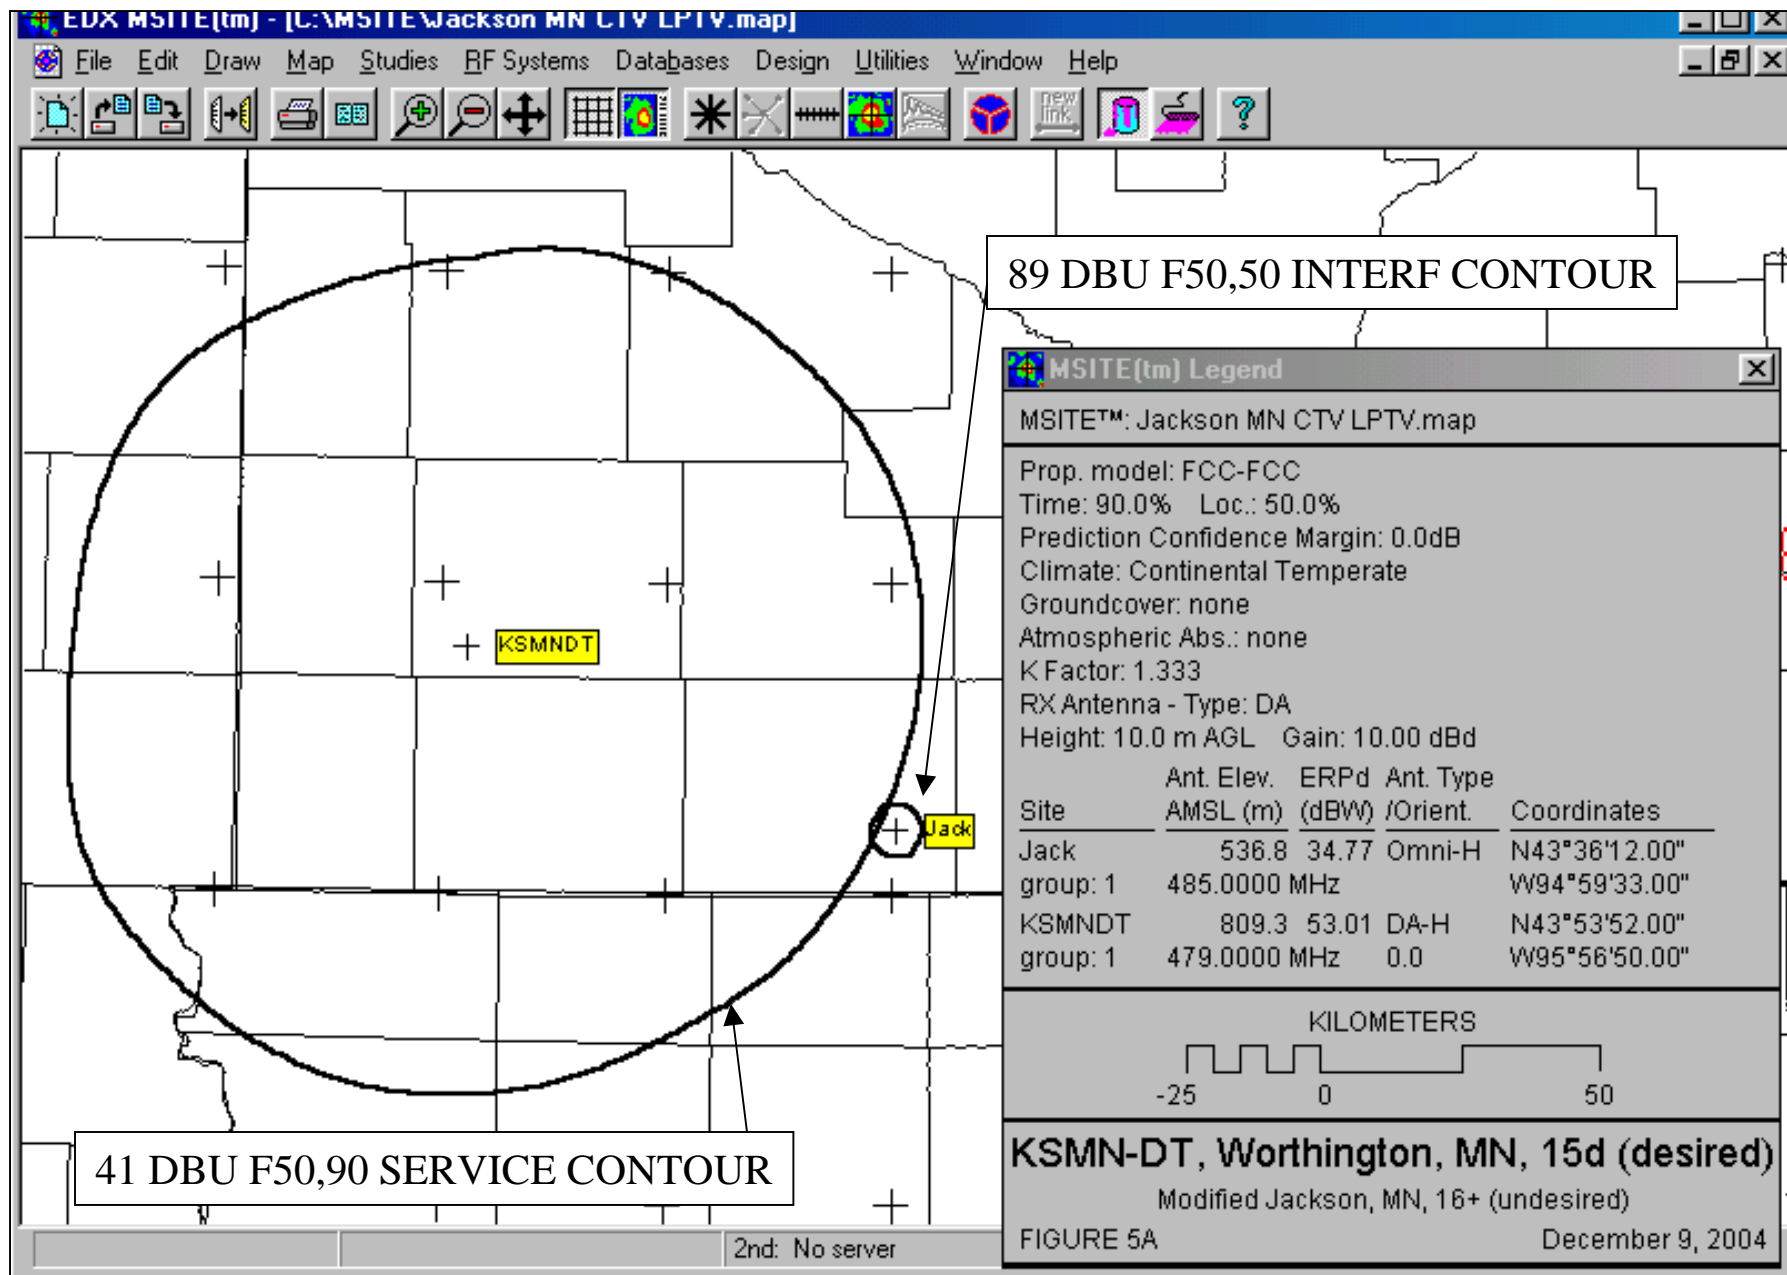 EDX MSITE(tm) - [C:\MSITE\Jackson MN CTV LPTV.map]
File Edit Draw Map Studies RF Systems Databases Design Utilities Window Help
new link
89 DBU F50,50 INTERF CONTOUR
KSMNDT
Jack
41 DBU F50,90 SERVICE CONTOUR
MSITE(tm) Legend
MSITE™: Jackson MN CTV LPTV.map
Prop. model: FCC-FCC
Time: 90.0% Loc.: 50.0%
Prediction Confidence Margin: 0.0dB
Climate: Continental Temperate
Groundcover: none
Atmospheric Abs.: none
K Factor: 1.333
RX Antenna - Type: DA
Height: 10.0 m AGL Gain: 10.00 dBd
Ant. Elev. ERPd Ant. Type
Site AMSL (m) (dBW) /Orient. Coordinates
Jack 536.8 34.77 Omni-H N43°36'12.00"
group: 1 485.0000 MHz W94°59'33.00"
KSMNDT 809.3 53.01 DA-H N43°53'52.00"
group: 1 479.0000 MHz 0.0 W95°56'50.00"
KILOMETERS
-25 0 50
KSMN-DT, Worthington, MN, 15d (desired)
Modified Jackson, MN, 16+ (undesired)
FIGURE 5A December 9, 2004
2nd: No server